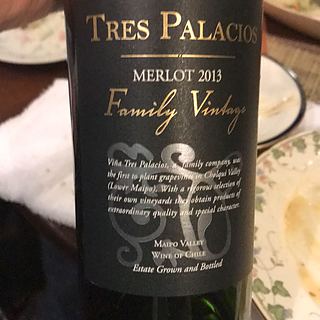 TRES PALACIOS
MERLOT 2013
Family Vintage
Viña Tres Palacios, a family company, was
the first to plant grapevines in Cholqui Valley
(Lower Maipo). With a rigorous selection of
their own vineyards they obtain products of
extraordinary quality and special character.
MAIPO VALLEY
WINE OF CHILE
Estate Grown and Bottled